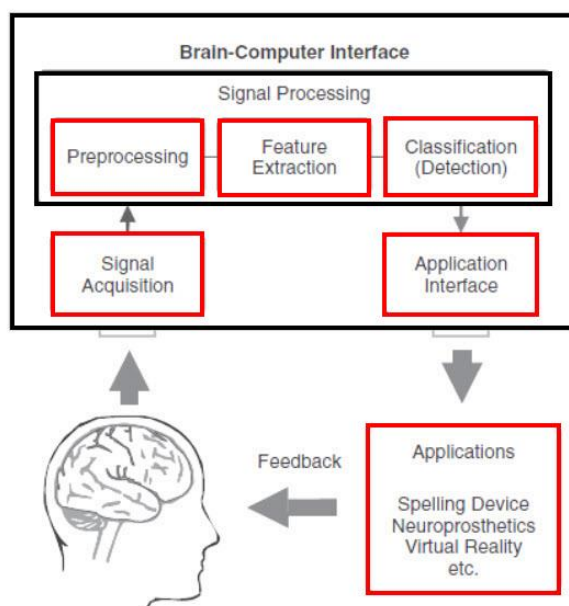 Brain-Computer Interface
Signal Processing
Preprocessing
Feature
Extraction
Classification
(Detection)
Signal
Acquisition
Application
Interface
Feedback
Applications
Spelling Device
Neuroprosthetics
Virtual Reality
etc.